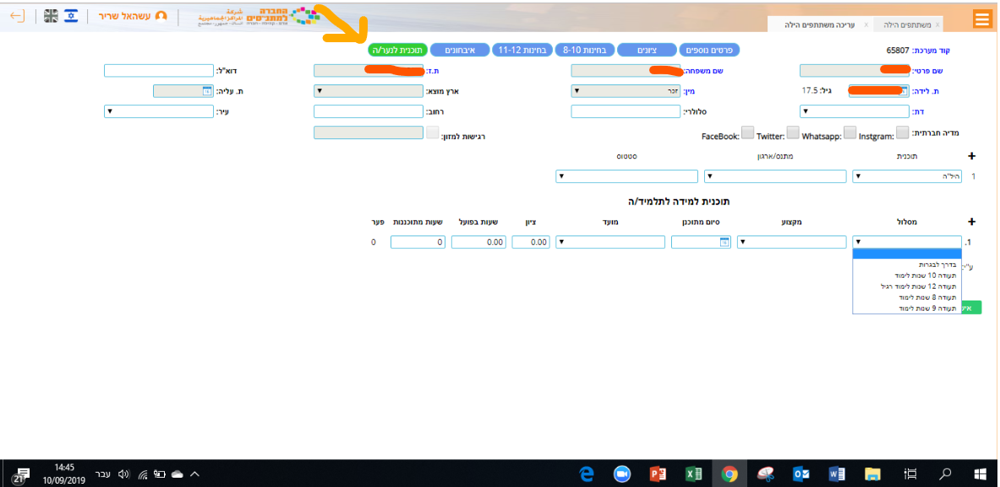 עשהאל שריר
החברה למתנ"סים
משתתפים הילה x
עריכה משתתפים הילה x
קוד מערכת: 65807
פרטים נוספים
ציונים
בחינות 8-10
בחינות 11-12
איבחונים
תוכנית לנער/ה
שם פרטי:
שם משפחה:
ת.ז:
דוא"ל:
ת. לידה:
גיל: 17.5
מין: זכר
ארץ מוצא:
ת. עליה:
דת:
סלולרי:
רחוב:
עיר:
מדיה חברתית: Instgram: Whatsapp: Twitter: FaceBook:
רגישות למזון:
+ תוכנית מתנס/ארגון סטטוס
1 היל"ה
תוכנית למידה לתלמיד/ה
+ מסלול מקצוע סיום מתוכנן מועד ציון שעות בפועל שעות מתוכננות פער
1. 0.00 0.00 0 0
בדרך לבגרות
תעודה 10 שנות לימוד
תעודה 12 שנות לימוד רגיל
תעודה 8 שנות לימוד
תעודה 9 שנות לימוד
ע"י:
21
14:45
10/09/2019
עבר